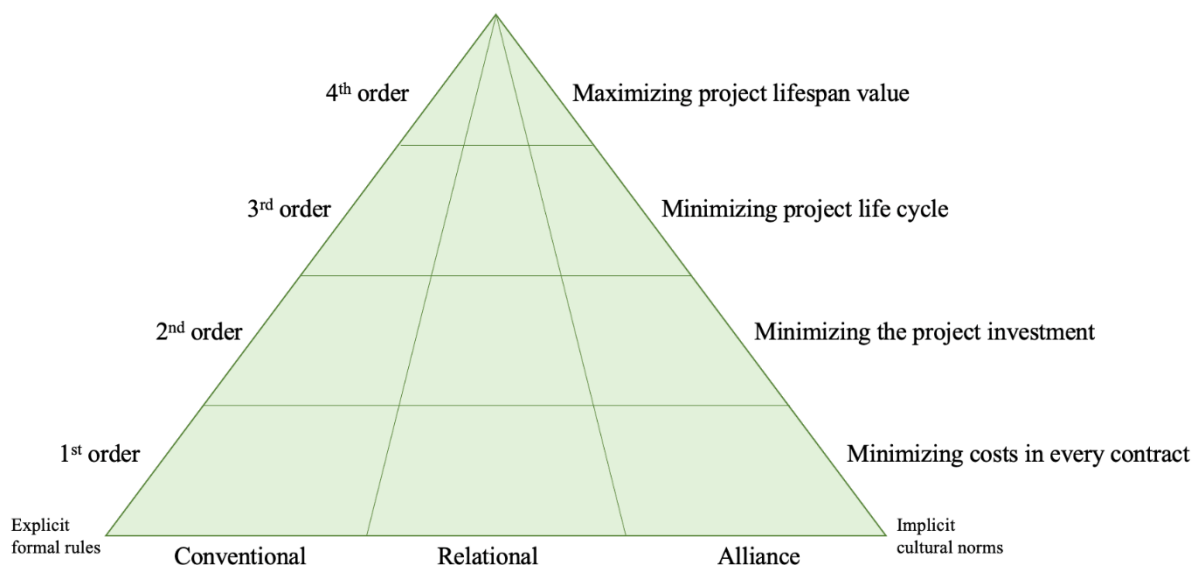 4th order
Maximizing project lifespan value
3rd order
Minimizing project life cycle
2nd order
Minimizing the project investment
1st order
Minimizing costs in every contract
Explicit
formal rules
Implicit
cultural norms
Conventional
Relational
Alliance